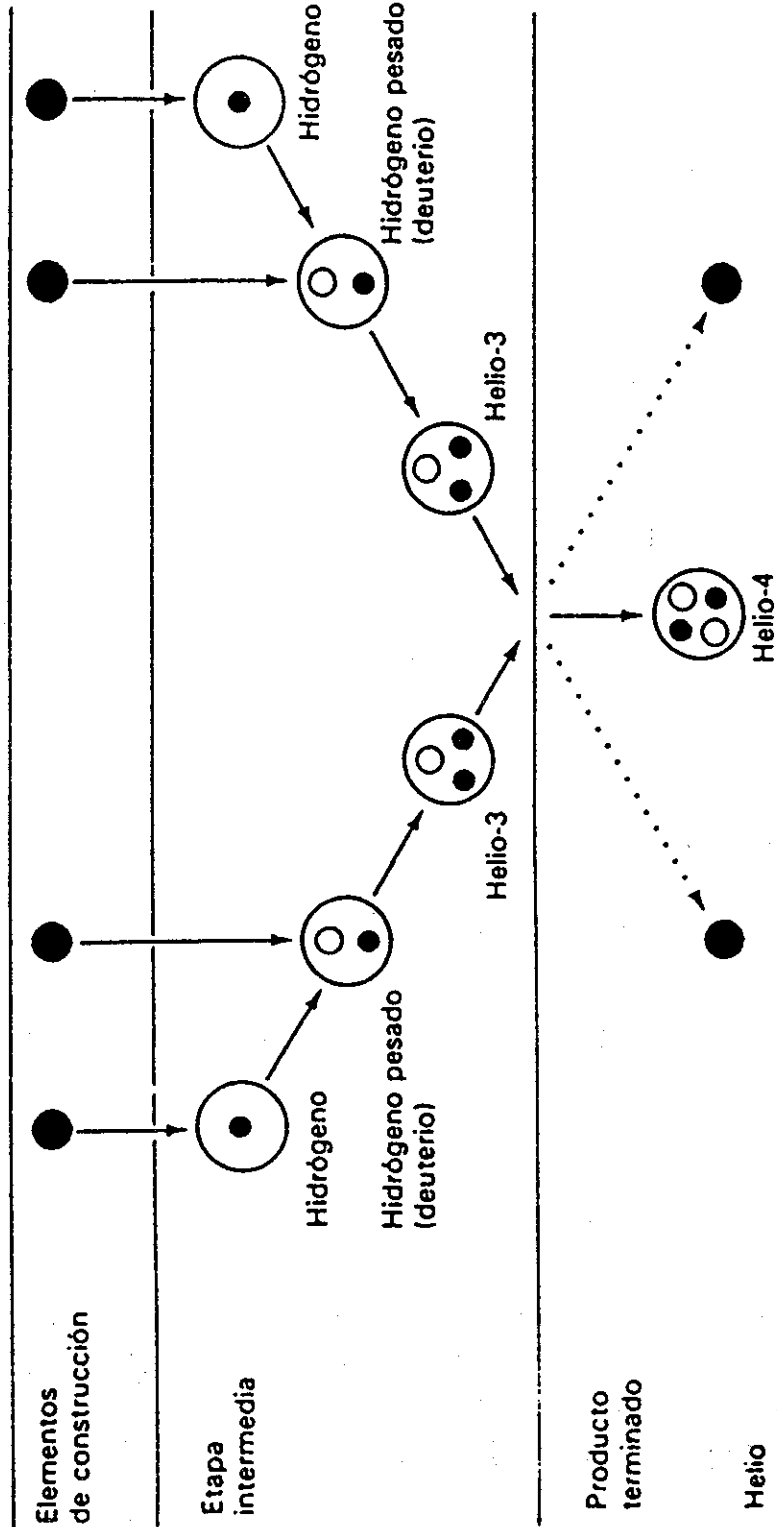 Elementos
de construcción
Etapa
intermedia
Hidrógeno
Hidrógeno
Hidrógeno pesado
(deuterio)
Hidrógeno pesado
(deuterio)
Helio-3
Helio-3
Producto
terminado
Helio
Helio-4